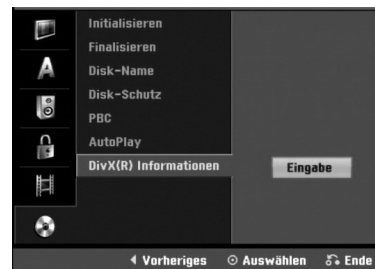 Initialisieren
Finalisieren
Disk-Name
Disk-Schutz
PBC
AutoPlay
DivX(R) Informationen
Eingabe
A
Vorheriges Auswählen Ende